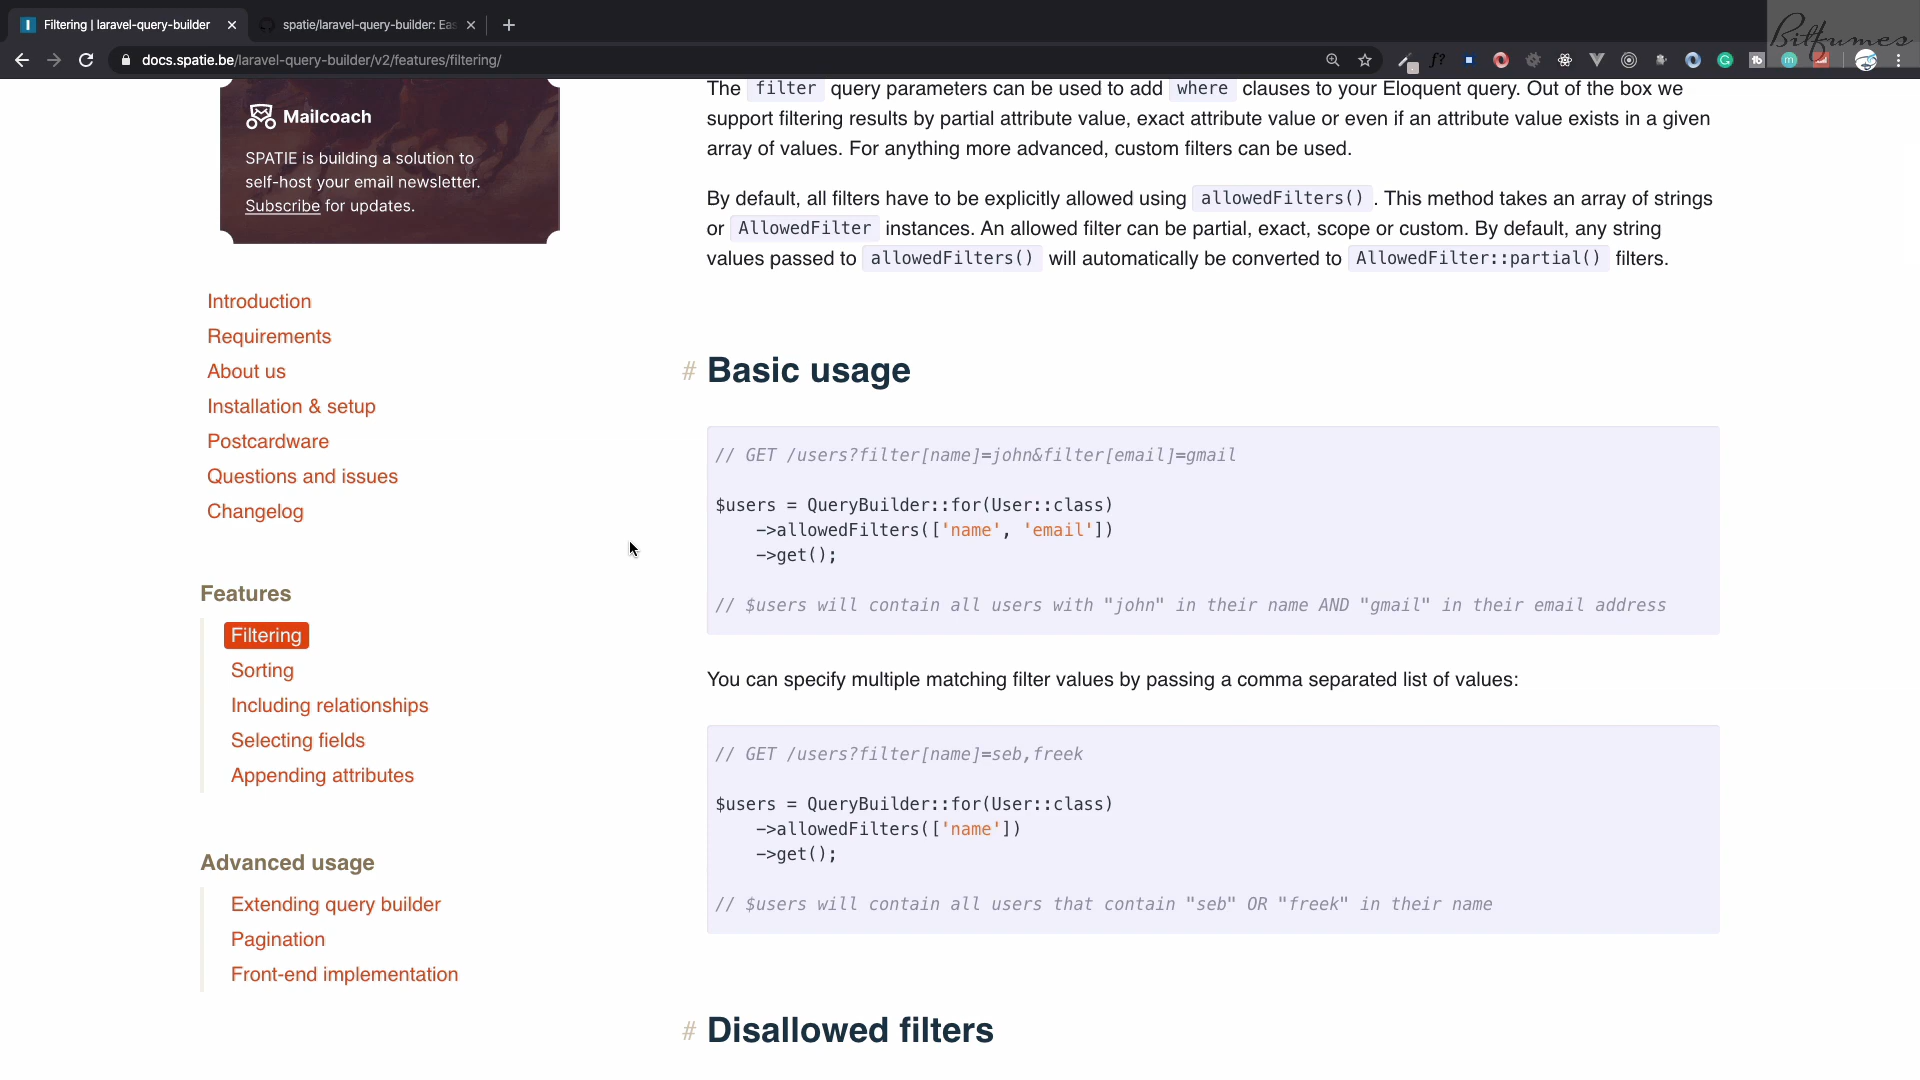 Filtering | laravel-query-builder
spatie/laravel-query-builder: Eas
docs.spatie.be/laravel-query-builder/v2/features/filtering/
Bitfumes
Mailcoach
SPATIE is building a solution to
self-host your email newsletter.
Subscribe for updates.
Introduction
Requirements
About us
Installation & setup
Postcardware
Questions and issues
Changelog
Features
Filtering
Sorting
Including relationships
Selecting fields
Appending attributes
Advanced usage
Extending query builder
Pagination
Front-end implementation
The filter query parameters can be used to add where clauses to your Eloquent query. Out of the box we
support filtering results by partial attribute value, exact attribute value or even if an attribute value exists in a given
array of values. For anything more advanced, custom filters can be used.
By default, all filters have to be explicitly allowed using allowedFilters() . This method takes an array of strings
or AllowedFilter instances. An allowed filter can be partial, exact, scope or custom. By default, any string
values passed to allowedFilters() will automatically be converted to AllowedFilter::partial() filters.
# Basic usage
// GET /users?filter[name]=john&filter[email]=gmail
$users = QueryBuilder::for(User::class)
->allowedFilters(['name', 'email'])
->get();
// $users will contain all users with "john" in their name AND "gmail" in their email address
You can specify multiple matching filter values by passing a comma separated list of values:
// GET /users?filter[name]=seb,freek
$users = QueryBuilder::for(User::class)
->allowedFilters(['name'])
->get();
// $users will contain all users that contain "seb" OR "freek" in their name
# Disallowed filters